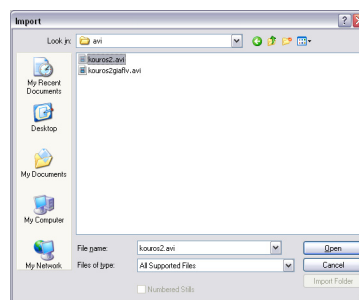 Import
Look in:
avi
kouros2.avi
kouros2giaflv.avi
My Recent
Documents
Desktop
My Documents
My Computer
My Network
File name:
kouros2.avi
Open
Files of type:
All Supported Files
Cancel
Numbered Stills
Import Folder